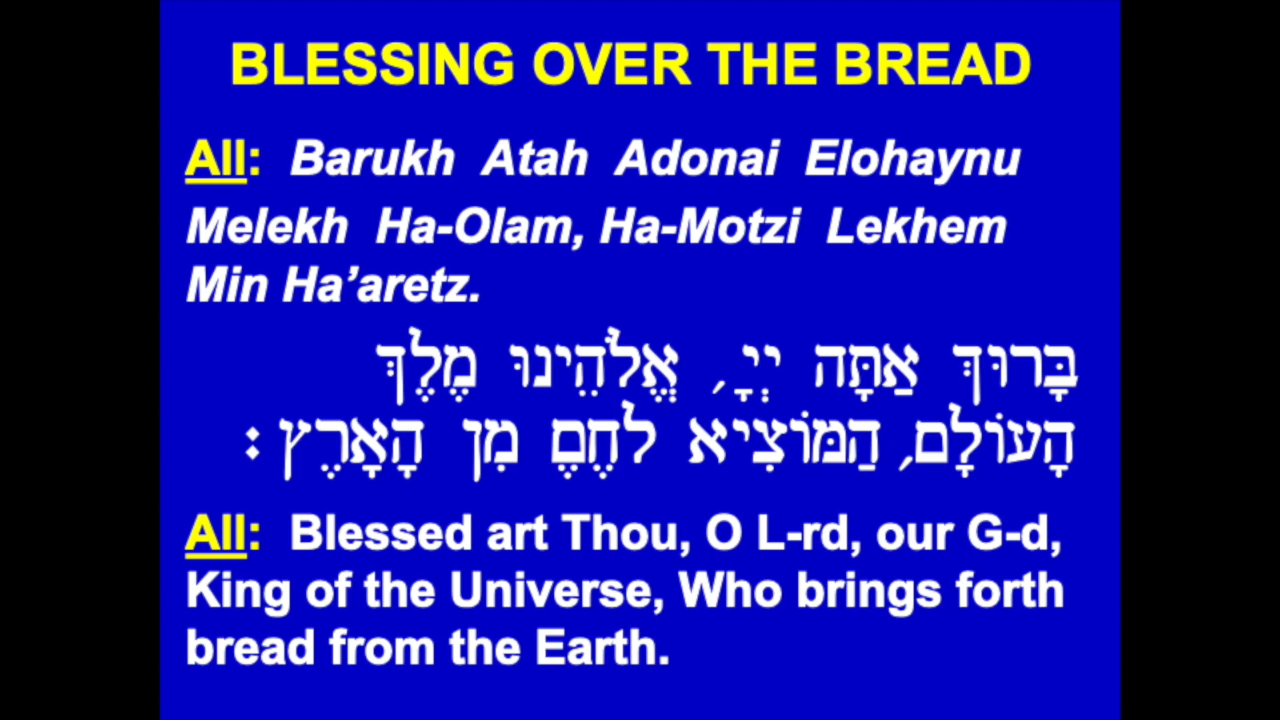 BLESSING OVER THE BREAD
All: Barukh Atah Adonai Elohaynu
Melekh Ha-Olam, Ha-Motzi Lekhem
Min Ha’aretz.
בָּרוּךְ אַתָּה יְיָ, אֱלֹהֵינוּ מֶלֶךְ
הָעוֹלָם, הַמּוֹצִיא לחֶם מִן הָאָרֶץ:
All: Blessed art Thou, O L-rd, our G-d,
King of the Universe, Who brings forth
bread from the Earth.